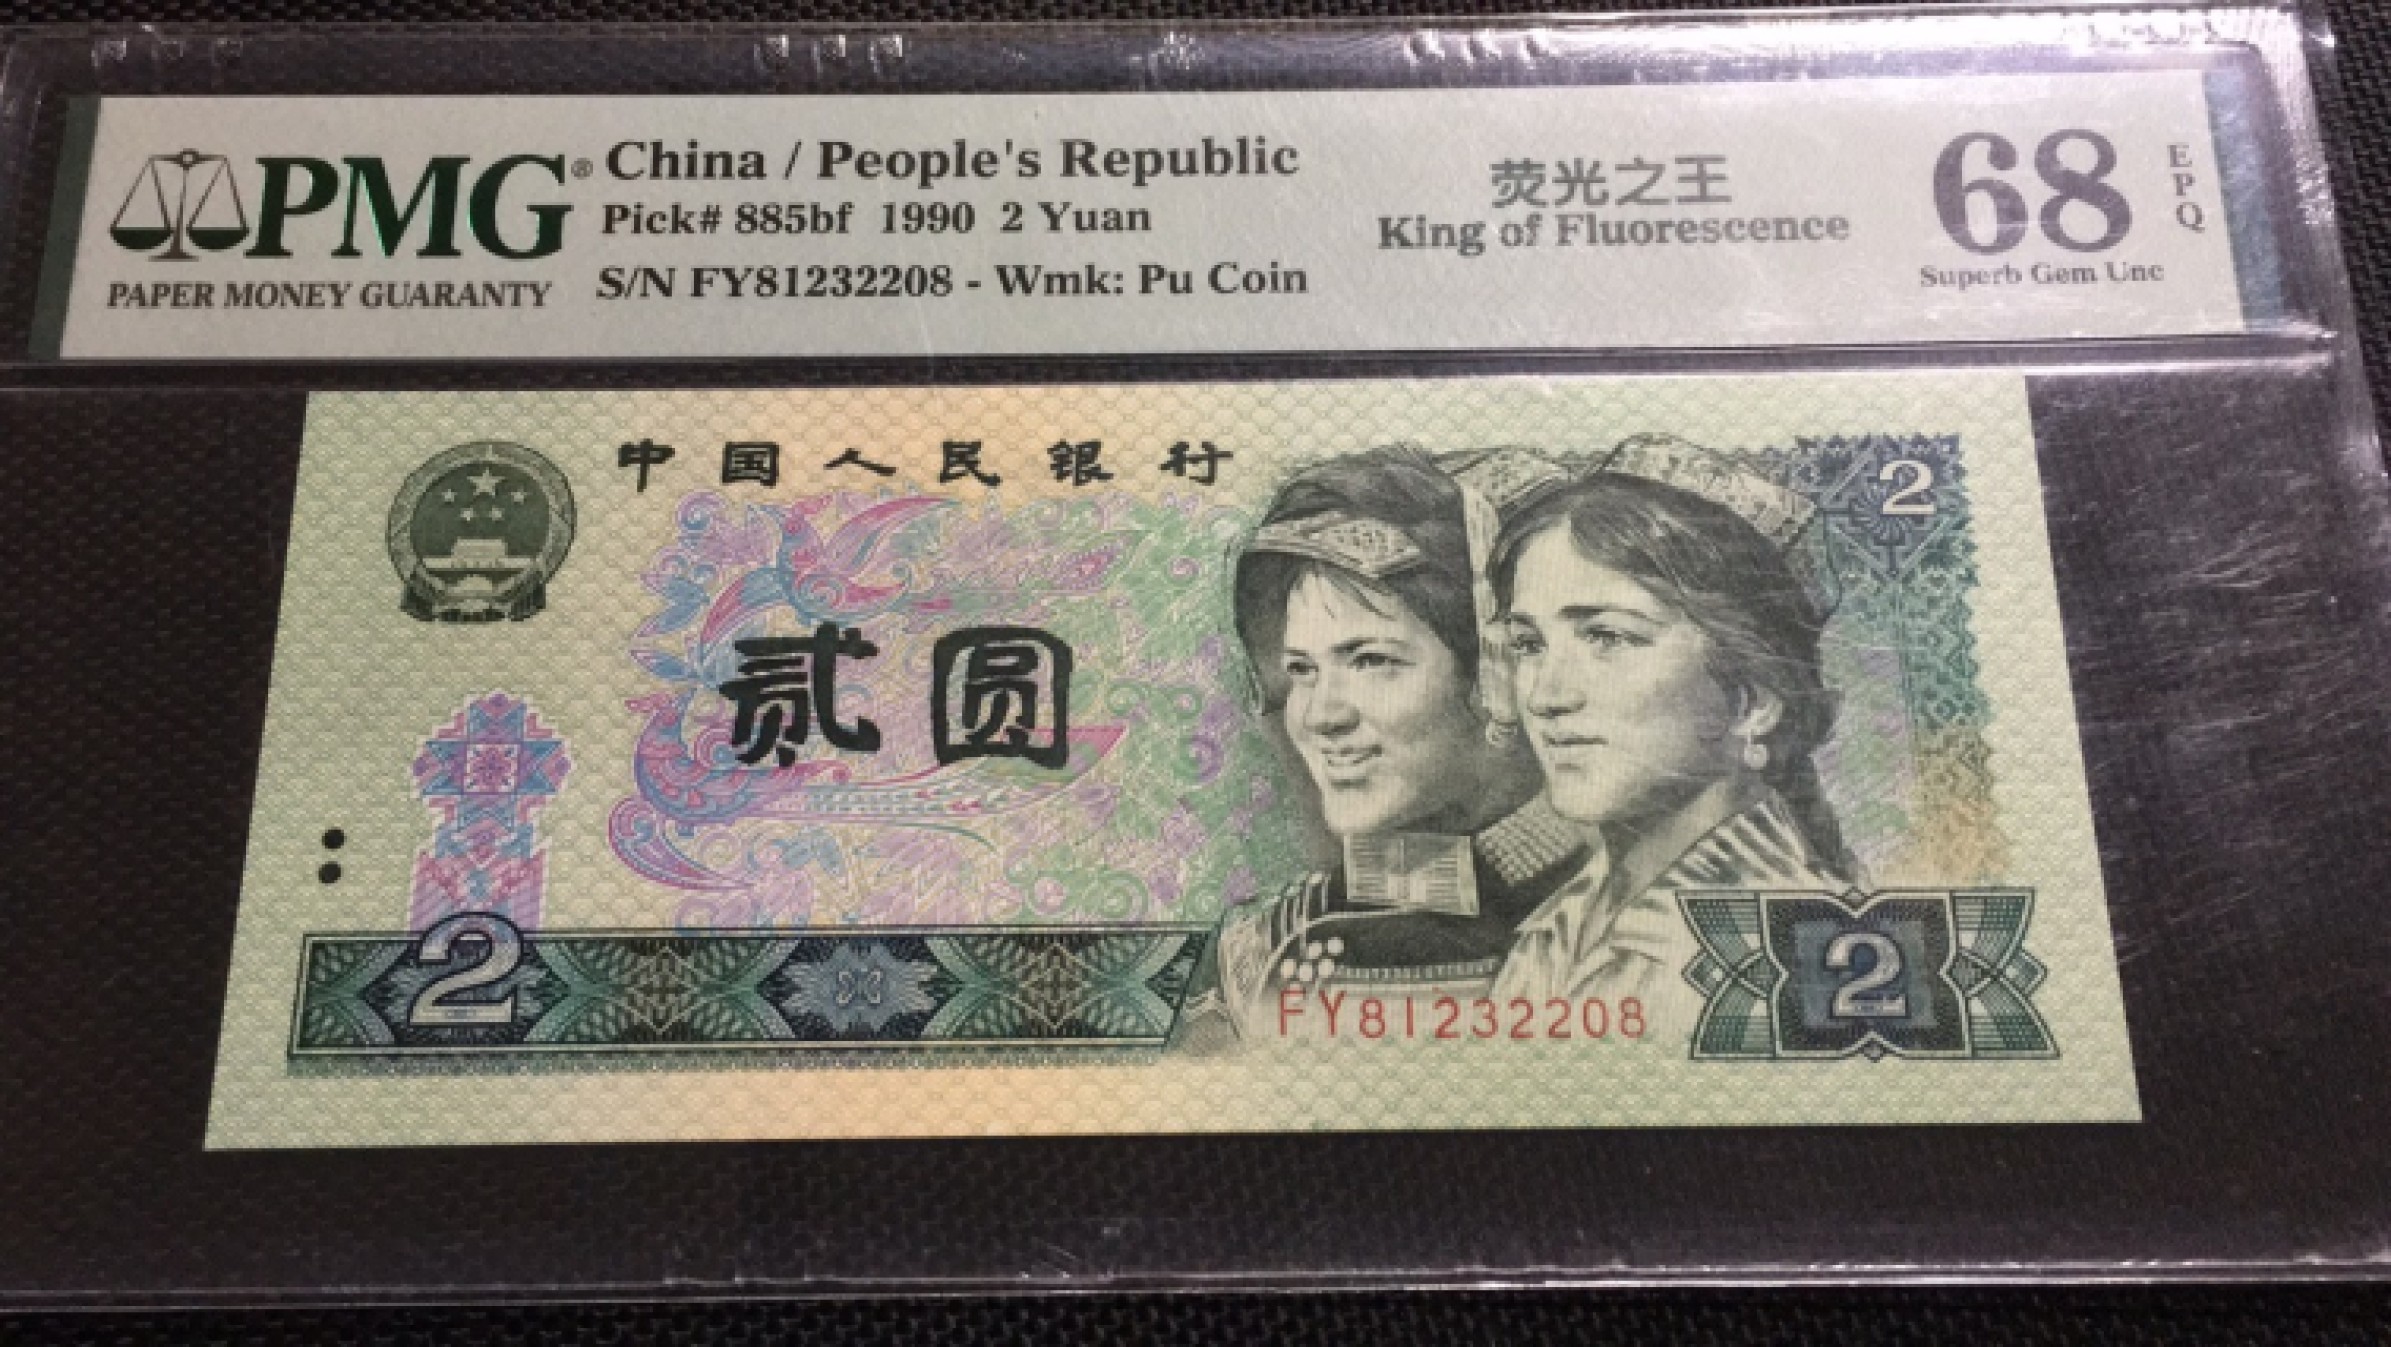 PMG®
PAPER MONEY GUARANTY
China / People's Republic
Pick# 885bf 1990 2 Yuan
S/N FY81232208 - Wmk: Pu Coin
荧光之王
King of Fluorescence
68
EPQ
Superb Gem Unc
中国人民银行
2
贰圆
2
FY81232208
2